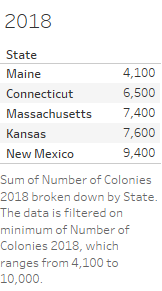 2018
State
Maine 4,100
Connecticut 6,500
Massachusetts 7,400
Kansas 7,600
New Mexico 9,400
Sum of Number of Colonies
2018 broken down by State.
The data is filtered on
minimum of Number of
Colonies 2018, which
ranges from 4,100 to
10,000.